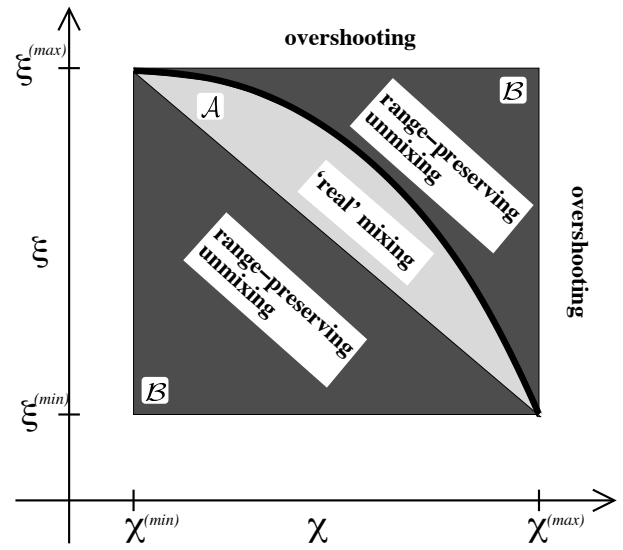 overshooting
ξ(max)
B
A
range–preserving
unmixing
'real' mixing
overshooting
ξ
range–preserving
unmixing
B
ξ(min)
χ(min)
χ
χ(max)